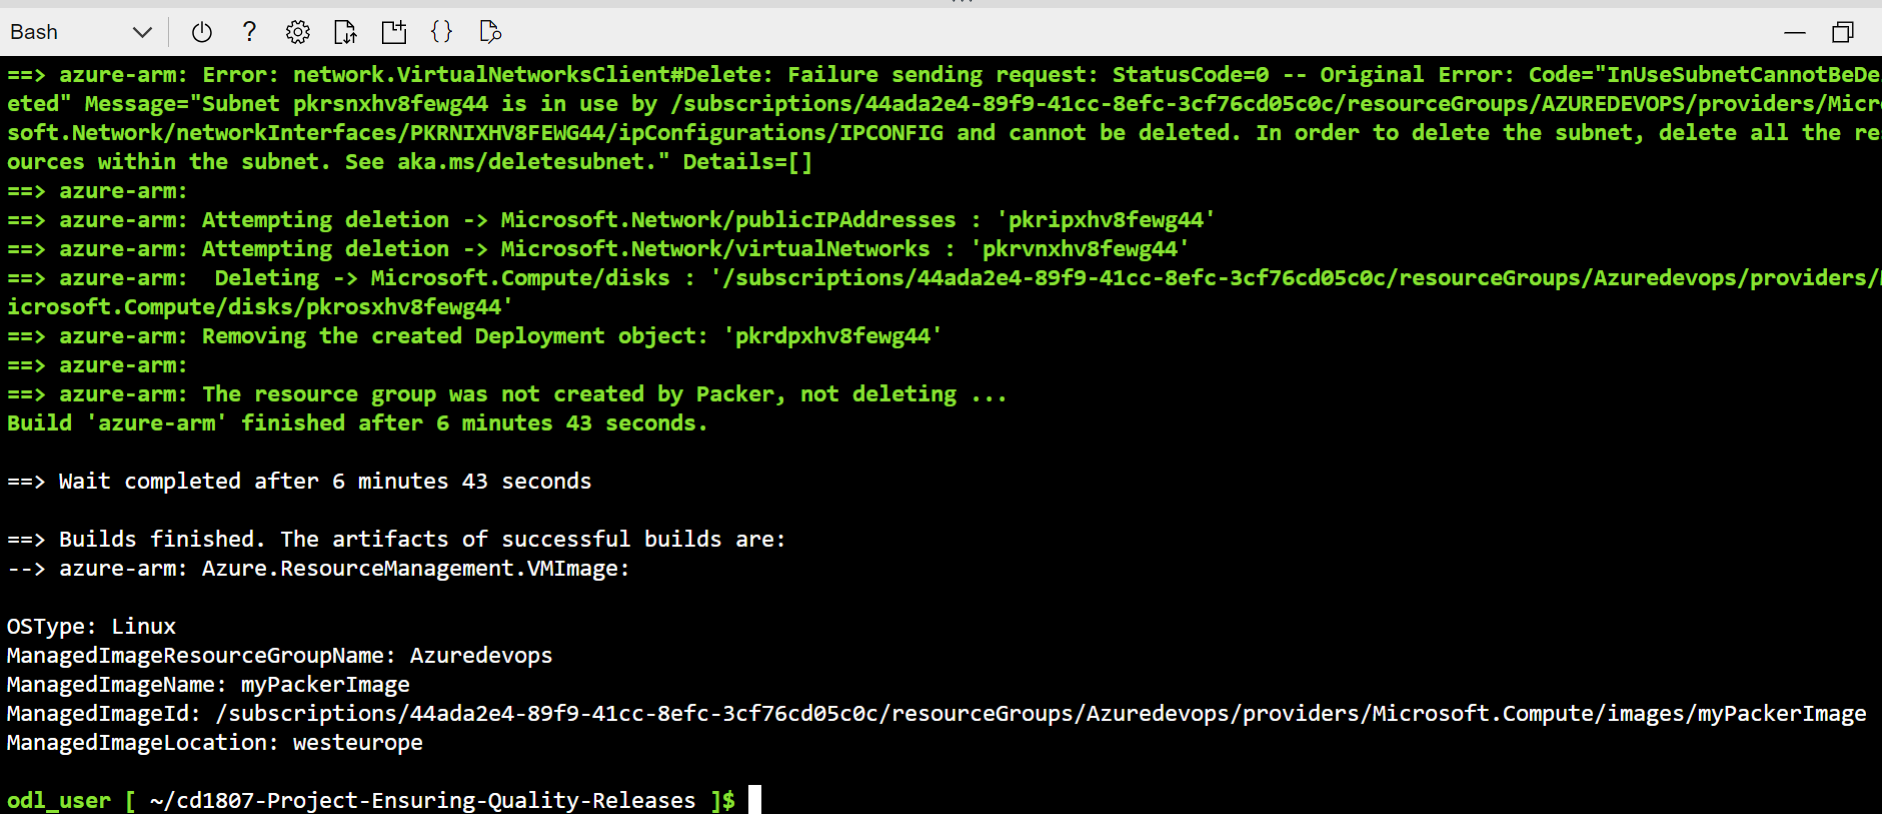 Bash
==> azure-arm: Error: network.VirtualNetworksClient#Delete: Failure sending request: StatusCode=0 -- Original Error: Code="InUseSubnetCannotBeDe
eted" Message="Subnet pkrsnxhv8fewg44 is in use by /subscriptions/44ada2e4-89f9-41cc-8efc-3cf76cd05c0c/resourceGroups/AZUREDEVOPS/providers/Micr
soft.Network/networkInterfaces/PKRNIXHV8FEWG44/ipConfigurations/IPCONFIG and cannot be deleted. In order to delete the subnet, delete all the re
ources within the subnet. See aka.ms/deletesubnet." Details=[]
==> azure-arm:
==> azure-arm: Attempting deletion -> Microsoft.Network/publicIPAddresses : 'pkripxhv8fewg44'
==> azure-arm: Attempting deletion -> Microsoft.Network/virtualNetworks : 'pkrvnxhv8fewg44'
==> azure-arm:  Deleting -> Microsoft.Compute/disks : '/subscriptions/44ada2e4-89f9-41cc-8efc-3cf76cd05c0c/resourceGroups/Azuredevops/providers/
icrosoft.Compute/disks/pkrosxhv8fewg44'
==> azure-arm: Removing the created Deployment object: 'pkrdpxhv8fewg44'
==> azure-arm:
==> azure-arm: The resource group was not created by Packer, not deleting ...
Build 'azure-arm' finished after 6 minutes 43 seconds.
==> Wait completed after 6 minutes 43 seconds
==> Builds finished. The artifacts of successful builds are:
--> azure-arm: Azure.ResourceManagement.VMImage:
OSType: Linux
ManagedImageResourceGroupName: Azuredevops
ManagedImageName: myPackerImage
ManagedImageId: /subscriptions/44ada2e4-89f9-41cc-8efc-3cf76cd05c0c/resourceGroups/Azuredevops/providers/Microsoft.Compute/images/myPackerImage
ManagedImageLocation: westeurope
odl_user [ ~/cd1807-Project-Ensuring-Quality-Releases ]$